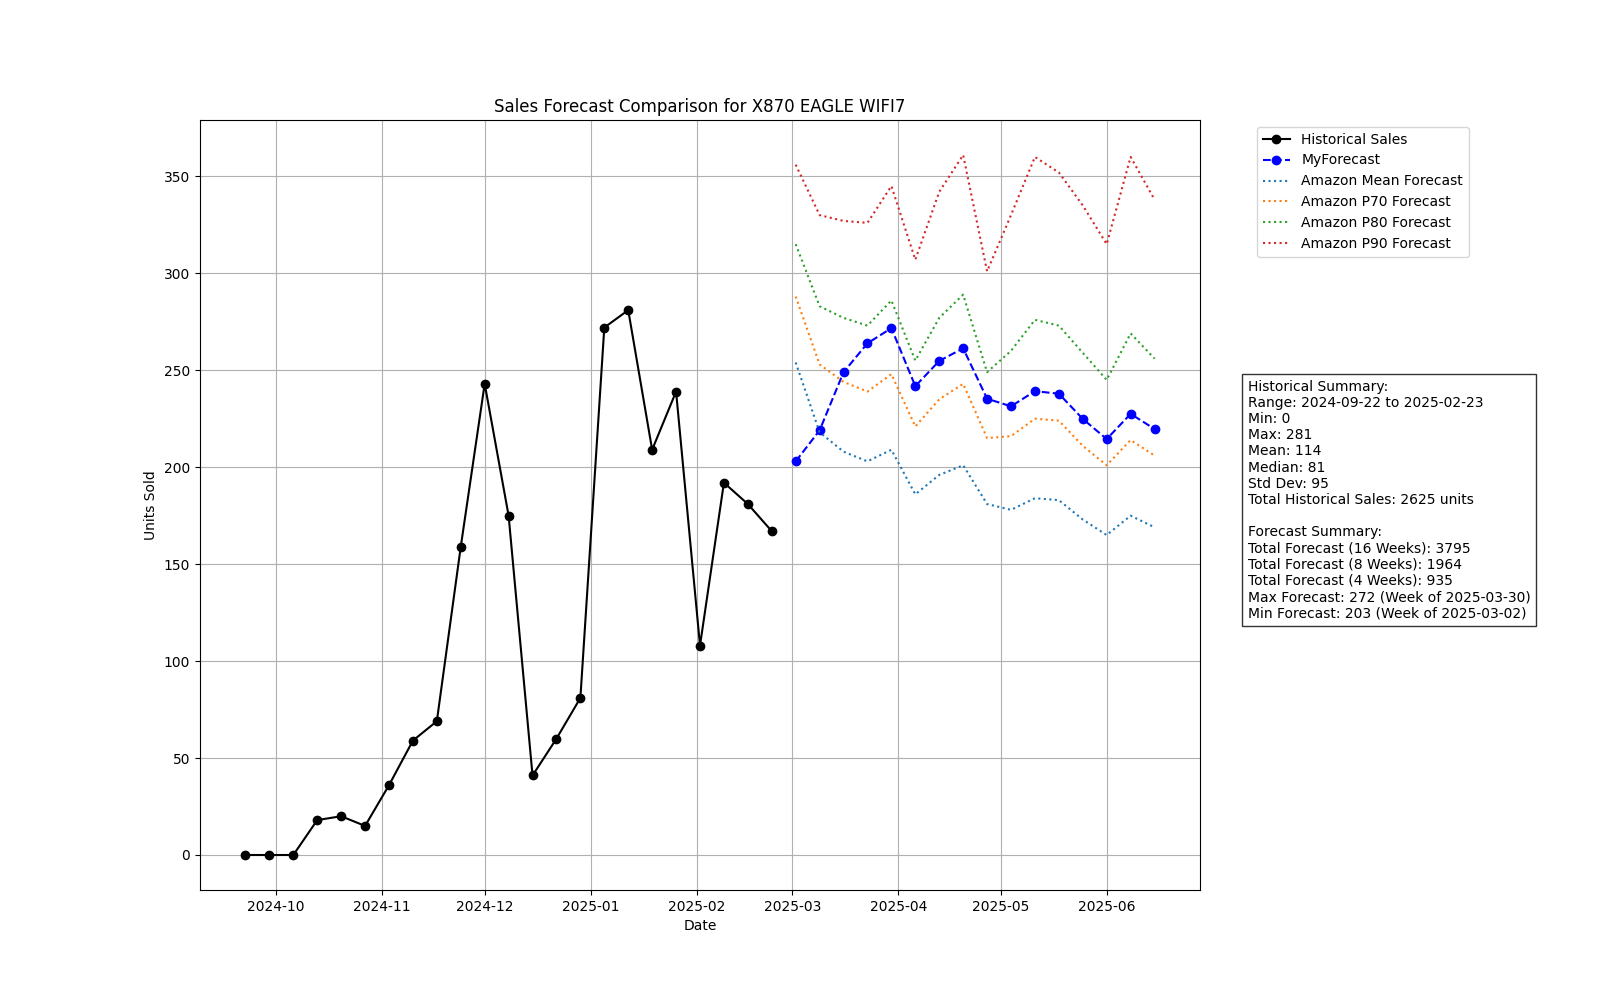 Sales Forecast Comparison for X870 EAGLE WIFI7
Units Sold
350
300
250
200
150
100
50
0
2024-10
2024-11
2024-12
2025-01
2025-02
2025-03
2025-04
2025-05
2025-06
Date
Historical Sales
MyForecast
Amazon Mean Forecast
Amazon P70 Forecast
Amazon P80 Forecast
Amazon P90 Forecast
Historical Summary:
Range: 2024-09-22 to 2025-02-23
Min: 0
Max: 281
Mean: 114
Median: 81
Std Dev: 95
Total Historical Sales: 2625 units
Forecast Summary:
Total Forecast (16 Weeks): 3795
Total Forecast (8 Weeks): 1964
Total Forecast (4 Weeks): 935
Max Forecast: 272 (Week of 2025-03-30)
Min Forecast: 203 (Week of 2025-03-02)